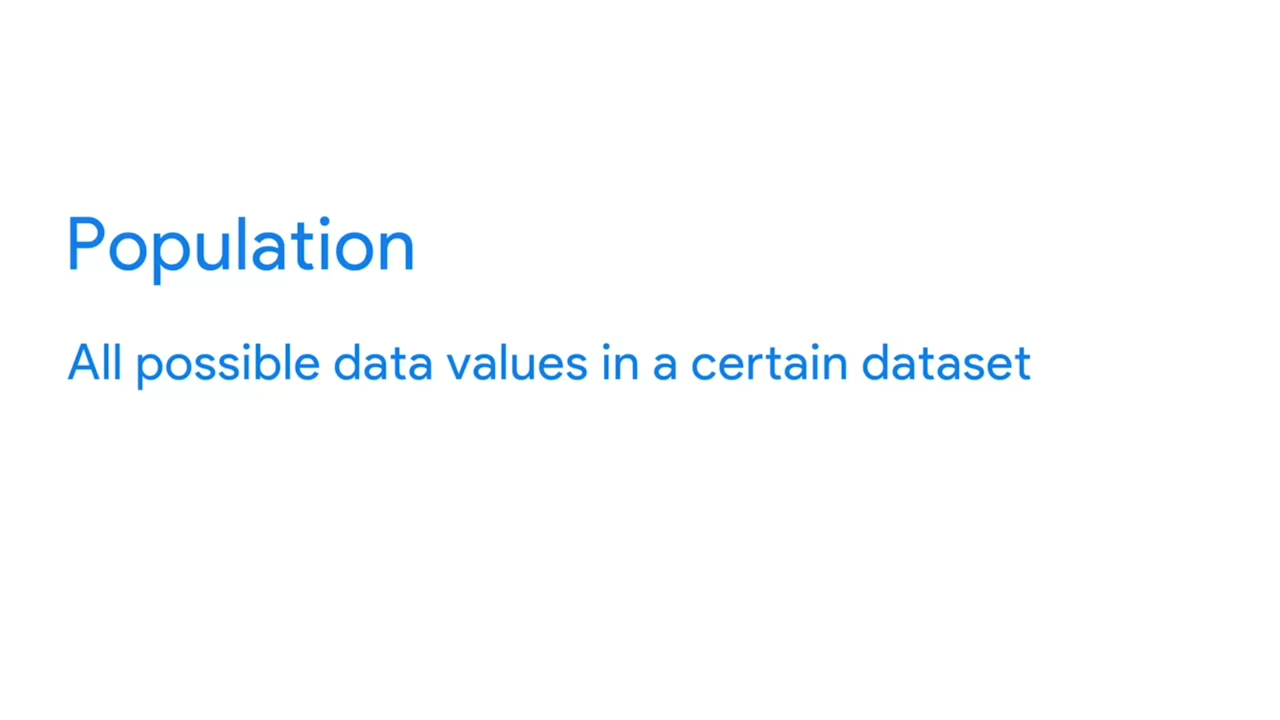 Population
All possible data values in a certain dataset